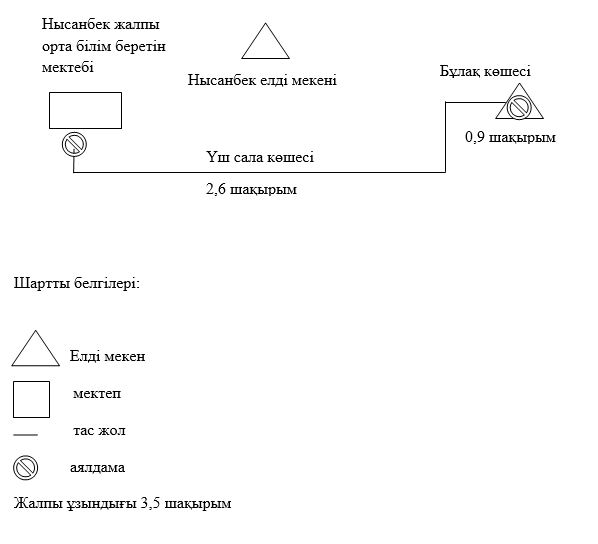 Нысанбек жалпы
орта білім беретін
мектебі
Нысанбек елді мекені
Бұлақ көшесі
0,9 шақырым
Үш сала көшесі
2,6 шақырым
Шартты белгілері:
Елді мекен
мектеп
тас жол
аялдама
Жалпы ұзындығы 3,5 шақырым